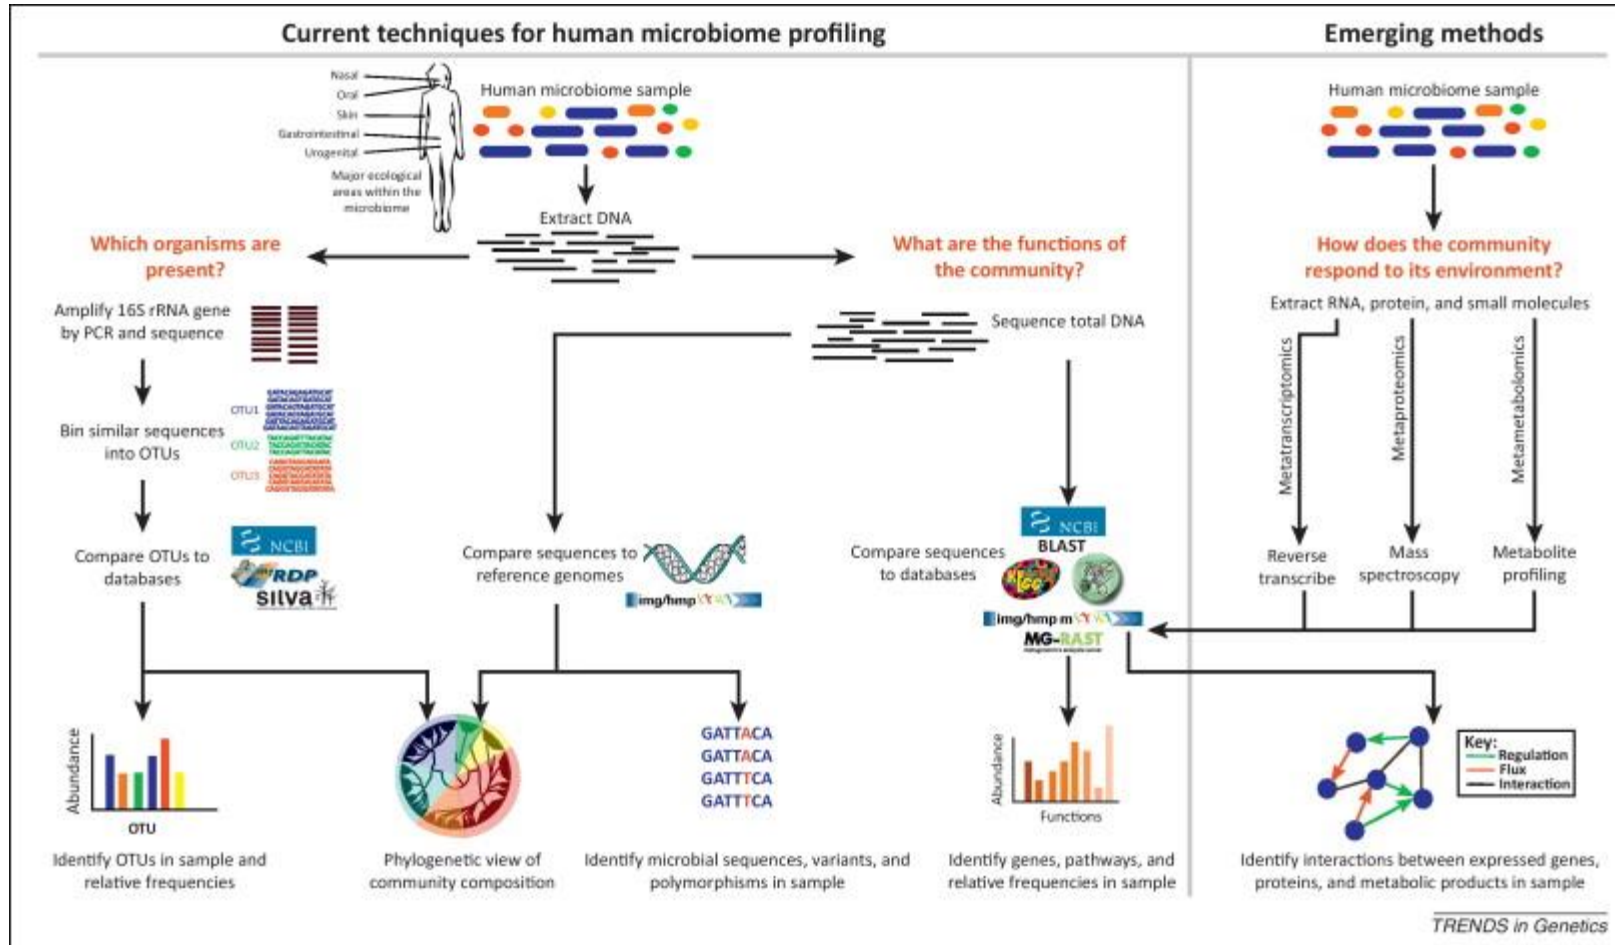 Current techniques for human microbiome profiling
Emerging methods
Nasal
Oral
Skin
Gastrointestinal
Urogenital
Major ecological
areas within the
microbiome
Human microbiome sample
Extract DNA
Which organisms are
present?
Amplify 16S rRNA gene
by PCR and sequence
Bin similar sequences
into OTUs
OTU1
OTU2
OTU3
Compare OTUs to
databases
NCBI
RDP
silva
What are the functions of
the community?
Sequence total DNA
Compare sequences to
reference genomes
img/hmp
Compare sequences
to databases
NCBI
BLAST
KEGG
img/hmp m
MG-RAST
Abundance
OTU
Identify OTUs in sample and
relative frequencies
Phylogenetic view of
community composition
GATTACA
GATTACA
GATTTCA
GATTTCA
Identify microbial sequences, variants, and
polymorphisms in sample
Abundance
Functions
Identify genes, pathways, and
relative frequencies in sample
Human microbiome sample
How does the community
respond to its environment?
Extract RNA, protein, and small molecules
Metatranscriptomics
Metaproteomics
Metametabolomics
Reverse
transcribe
Mass
spectroscopy
Metabolite
profiling
Key:
Regulation
Flux
Interaction
Identify interactions between expressed genes,
proteins, and metabolic products in sample
TRENDS in Genetics